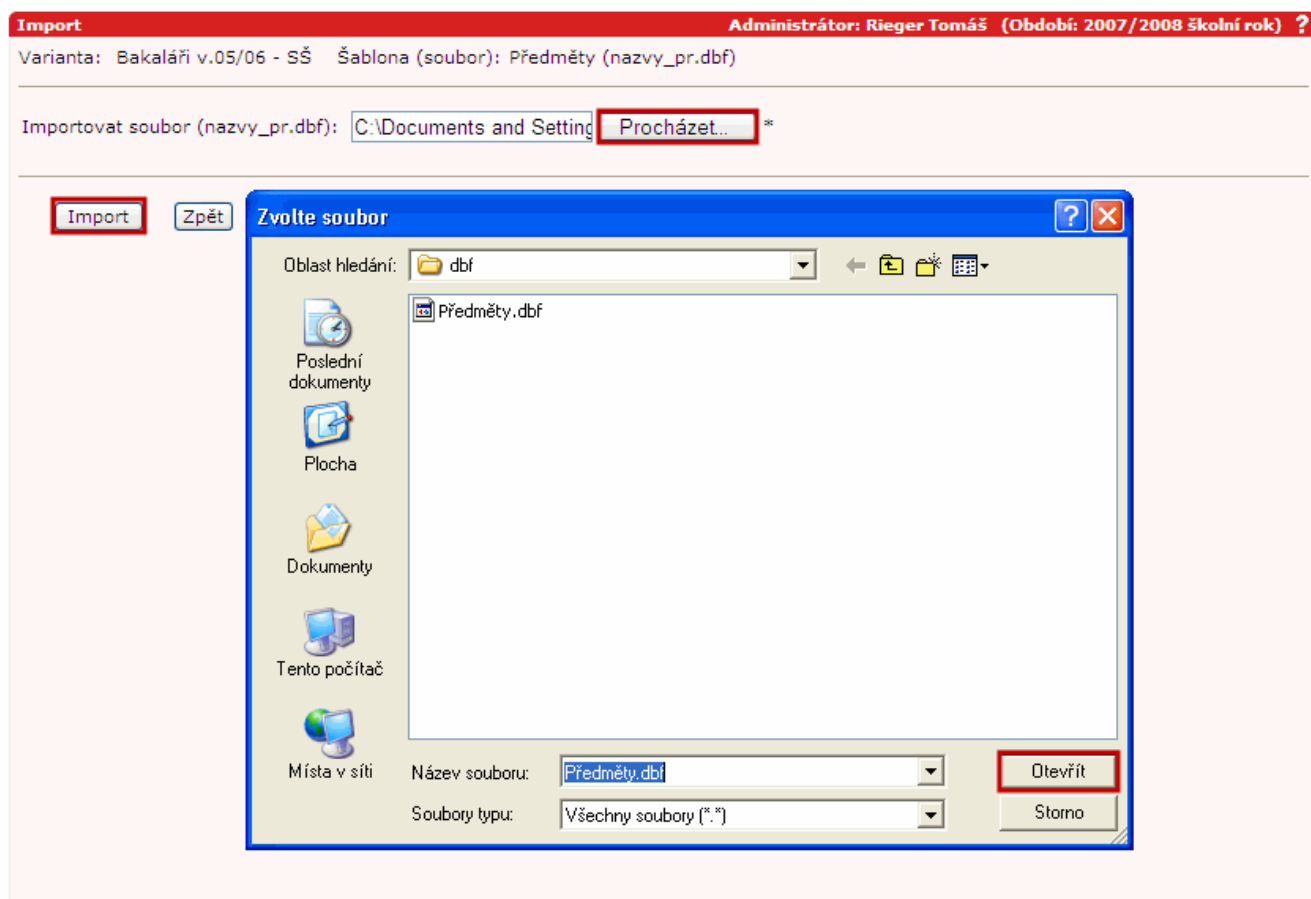 Import Administrátor: Rieger Tomáš (Období: 2007/2008 školní rok) ?
Varianta: Bakaláři v.05/06 - SŠ Šablona (soubor): Předměty (nazvy_pr.dbf)
Importovat soubor (nazvy_pr.dbf): C:\Documents and Setting Procházet... *
Import Zpět
Zvolte soubor
Oblast hledání: dbf
Předměty.dbf
Poslední
dokumenty
Plocha
Dokumenty
Tento počítač
Místa v síti
Název souboru: Předměty.dbf Otevřít
Soubory typu: Všechny soubory (*.*) Storno